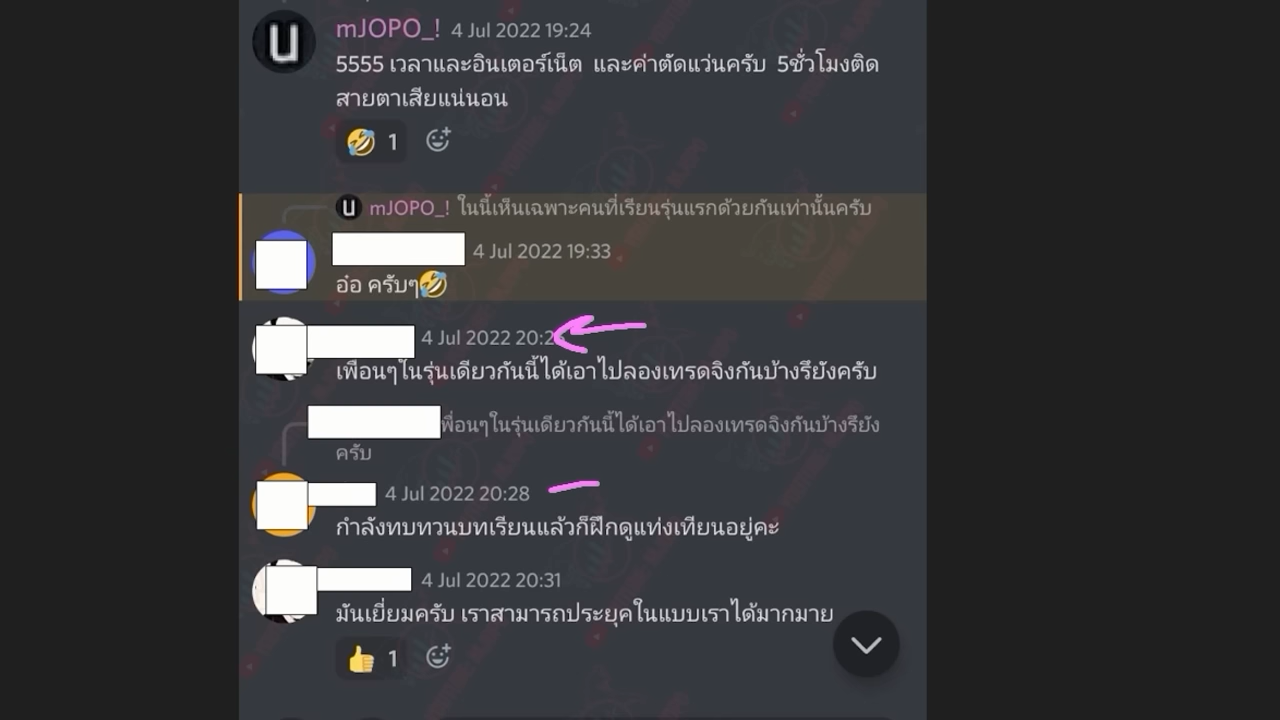 mJOPO_! 4 Jul 2022 19:24
5555 เวลาและอินเตอร์เน็ต และค่าตัดแว่นครับ 5ชั่วโมงติด
สายตาเสียแน่นอน
🤣 1
mJOPO_! ในนี้เห็นเฉพาะคนที่เรียนรุ่นแรกด้วยกันเท่านั้นครับ
4 Jul 2022 19:33
อ๋อ ครับๆ🤣
4 Jul 2022
เพื่อนๆในรุ่นเดียวกันนี้ได้เอาไปลองเทรดจิงกันบ้างรึยังครับ
พื่อนๆในรุ่นเดียวกันนี้ได้เอาไปลองเทรดจิงกันบ้างรึยัง
ครับ
4 Jul 2022 20:28
กำลังทบทวนบทเรียนแล้วก็ฝึกดูแท่งเทียนอยู่คะ
4 Jul 2022 20:31
มันเยี่ยมครับ เราสามารถประยุคในแบบเราได้มากมาย
👍 1